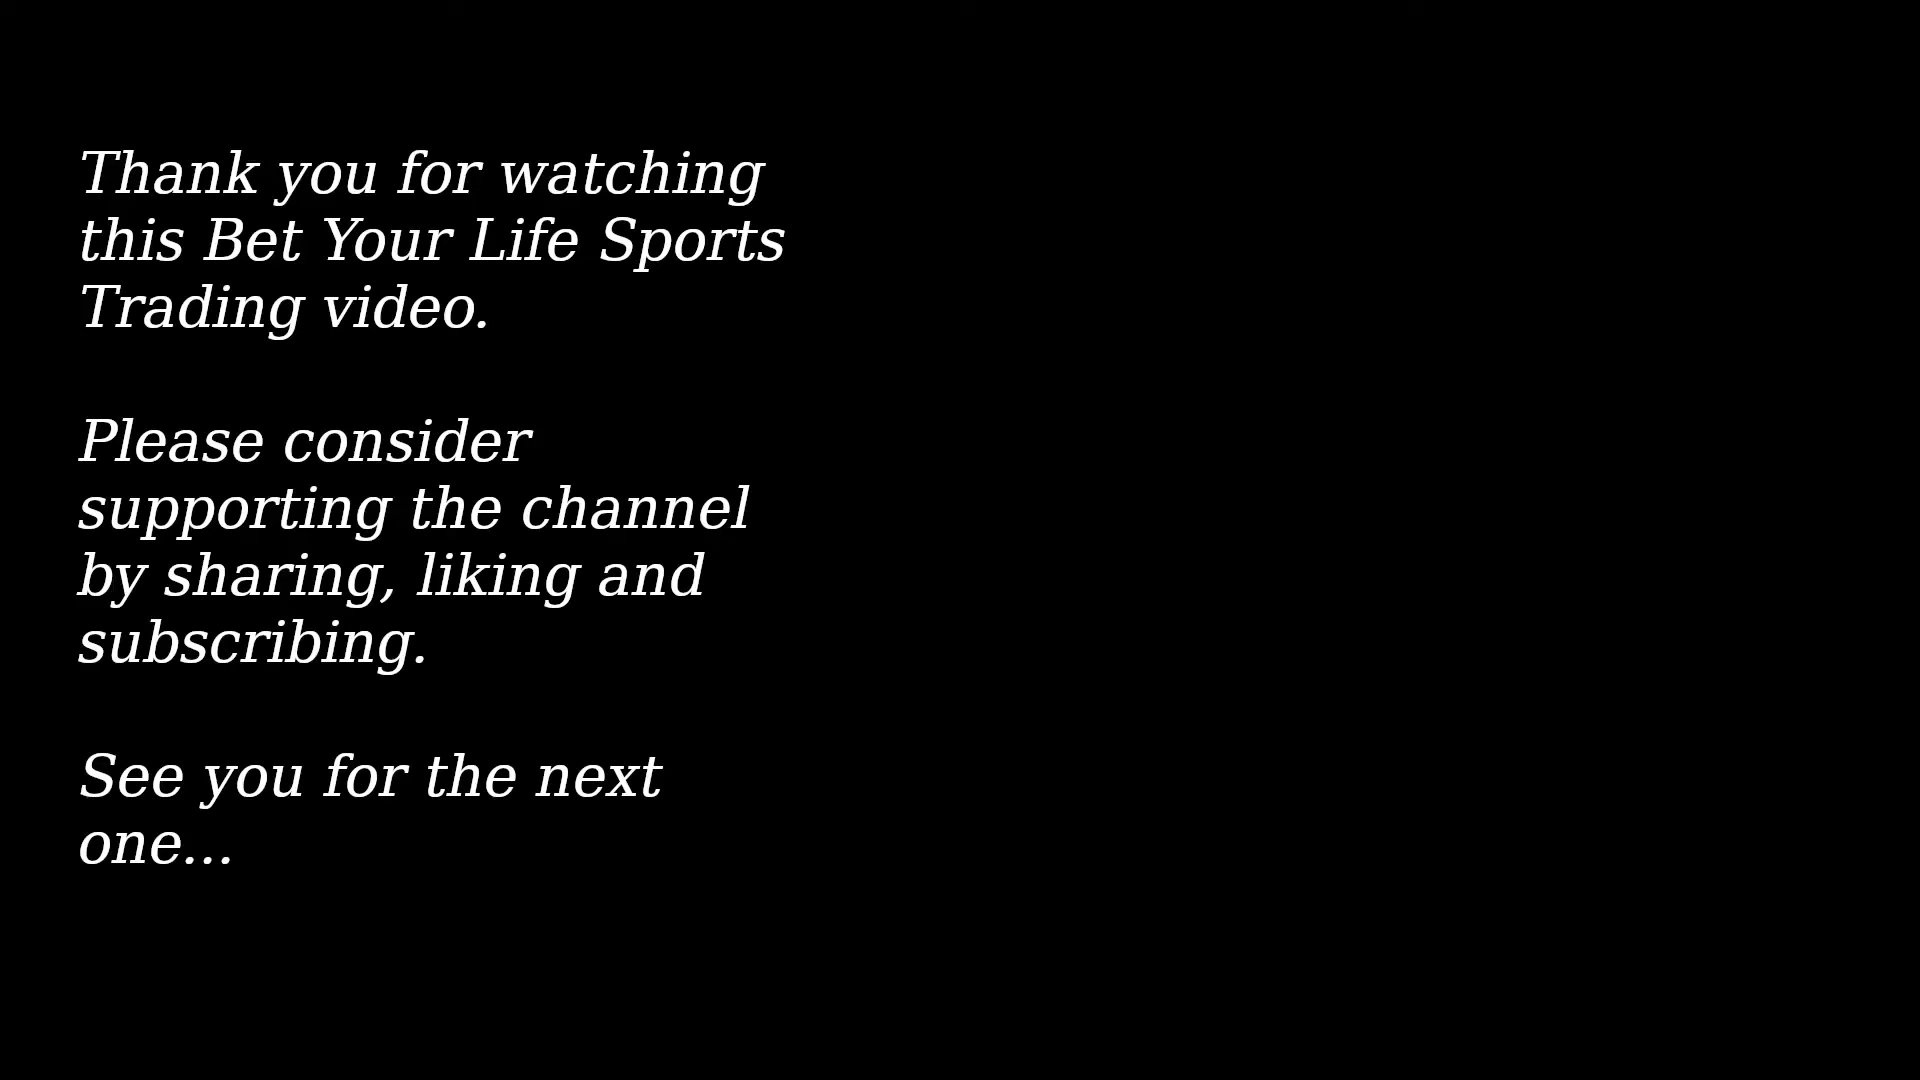 Thank you for watching
this Bet Your Life Sports
Trading video.
Please consider
supporting the channel
by sharing, liking and
subscribing.
See you for the next
one...